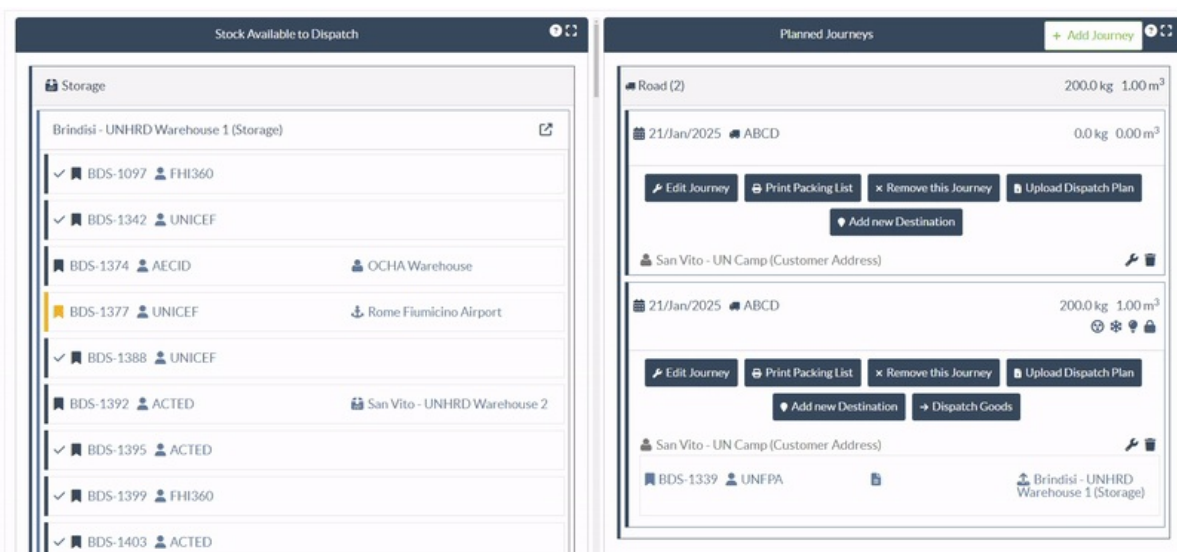 Stock Available to Dispatch
Storage
Brindisi - UNHRD Warehouse 1 (Storage)
BDS-1097 FHI360
BDS-1342 UNICEF
BDS-1374 AECID OCHA Warehouse
BDS-1377 UNICEF Rome Fiumicino Airport
BDS-1388 UNICEF
BDS-1392 ACTED San Vito - UNHRD Warehouse 2
BDS-1395 ACTED
BDS-1399 FHI360
BDS-1403 ACTED
Planned Journeys + Add Journey
Road (2) 200.0 kg 1.00 m³
21/Jan/2025 ABCD 0.0 kg 0.00 m³
Edit Journey Print Packing List × Remove this Journey Upload Dispatch Plan
Add new Destination
San Vito - UN Camp (Customer Address)
21/Jan/2025 ABCD 200.0 kg 1.00 m³
Edit Journey Print Packing List × Remove this Journey Upload Dispatch Plan
Add new Destination → Dispatch Goods
San Vito - UN Camp (Customer Address)
BDS-1339 UNFPA Brindisi - UNHRD
Warehouse 1 (Storage)